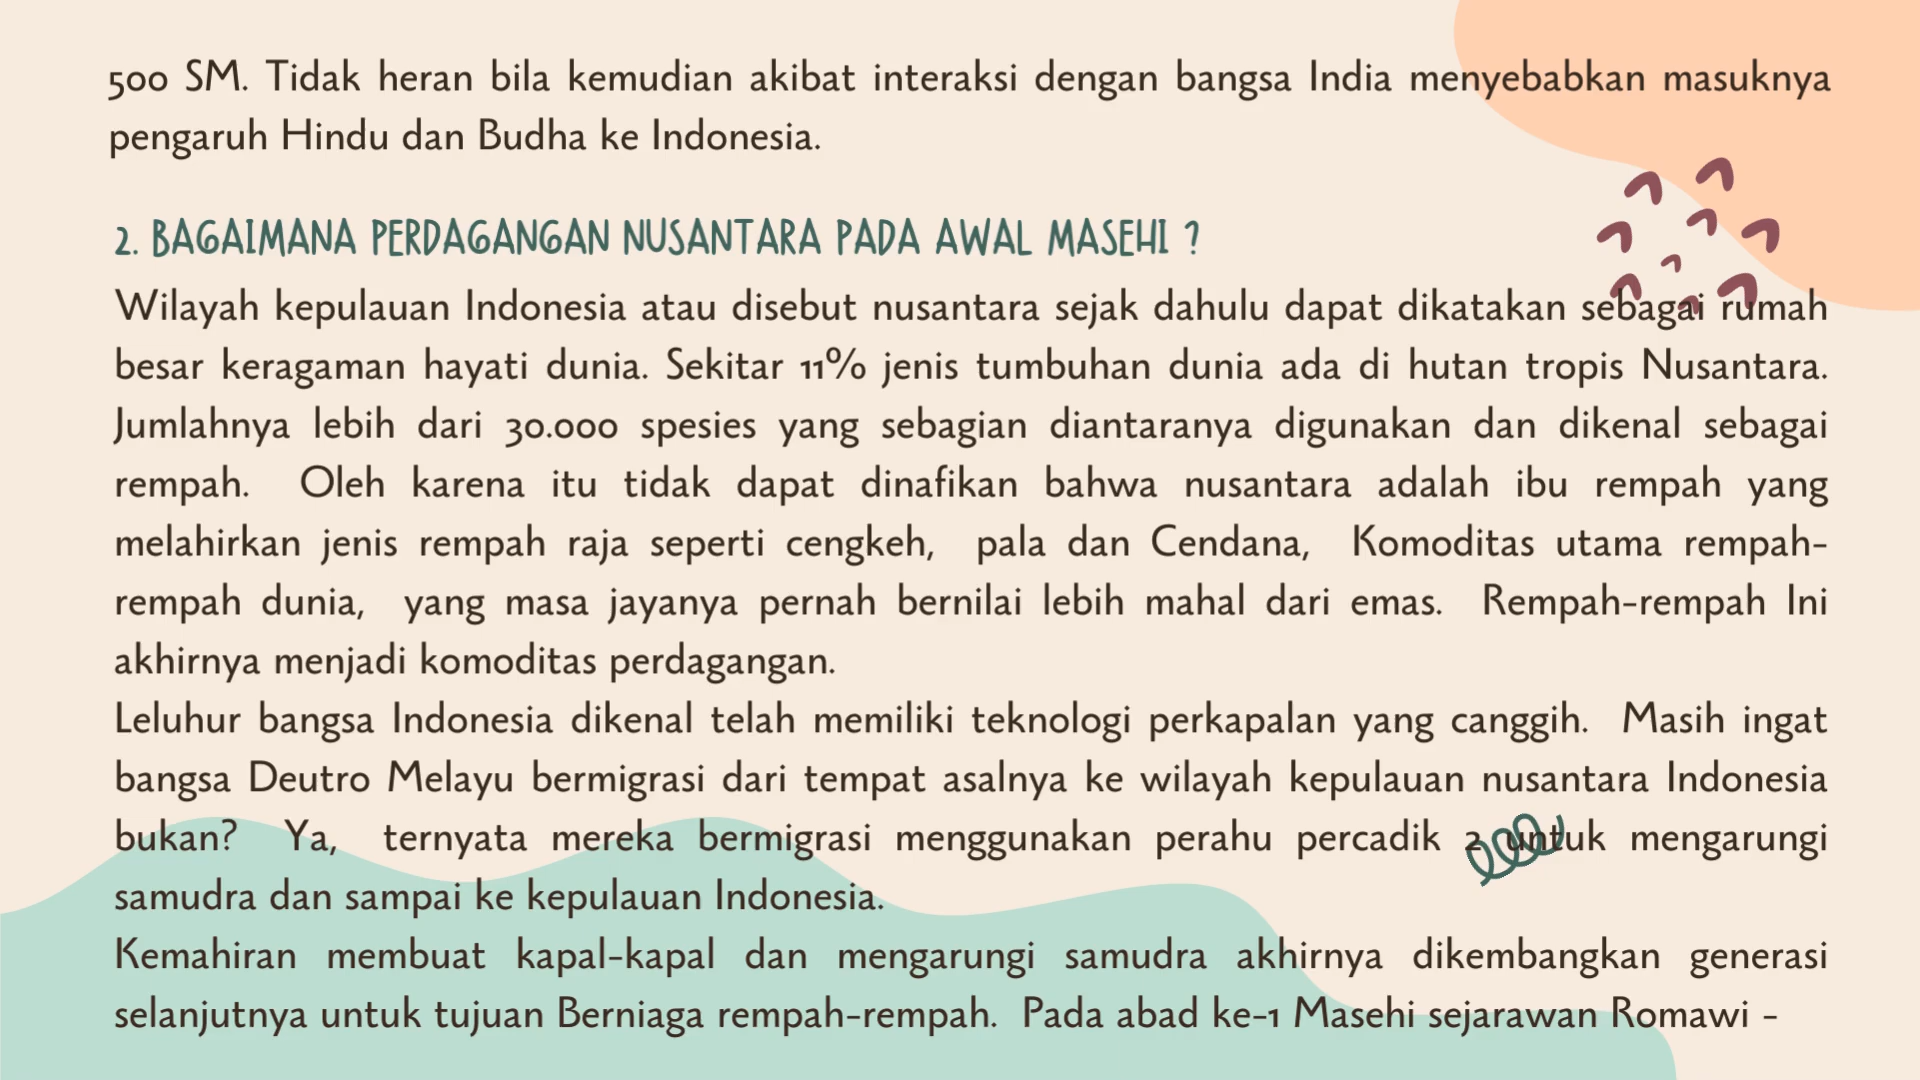 500 SM. Tidak heran bila kemudian akibat interaksi dengan bangsa India menyebabkan masuknya
pengaruh Hindu dan Budha ke Indonesia.
2. BAGAIMANA PERDAGANGAN NUSANTARA PADA AWAL MASEHI ?
Wilayah kepulauan Indonesia atau disebut nusantara sejak dahulu dapat dikatakan sebagai rumah
besar keragaman hayati dunia. Sekitar 11% jenis tumbuhan dunia ada di hutan tropis Nusantara.
Jumlahnya lebih dari 30.000 spesies yang sebagian diantaranya digunakan dan dikenal sebagai
rempah. Oleh karena itu tidak dapat dinafikan bahwa nusantara adalah ibu rempah yang
melahirkan jenis rempah raja seperti cengkeh, pala dan Cendana, Komoditas utama rempah-
rempah dunia, yang masa jayanya pernah bernilai lebih mahal dari emas. Rempah-rempah Ini
akhirnya menjadi komoditas perdagangan.
Leluhur bangsa Indonesia dikenal telah memiliki teknologi perkapalan yang canggih. Masih ingat
bangsa Deutro Melayu bermigrasi dari tempat asalnya ke wilayah kepulauan nusantara Indonesia
bukan? Ya, ternyata mereka bermigrasi menggunakan perahu percadik 2 untuk mengarungi
samudra dan sampai ke kepulauan Indonesia.
Kemahiran membuat kapal-kapal dan mengarungi samudra akhirnya dikembangkan generasi
selanjutnya untuk tujuan Berniaga rempah-rempah. Pada abad ke-1 Masehi sejarawan Romawi -